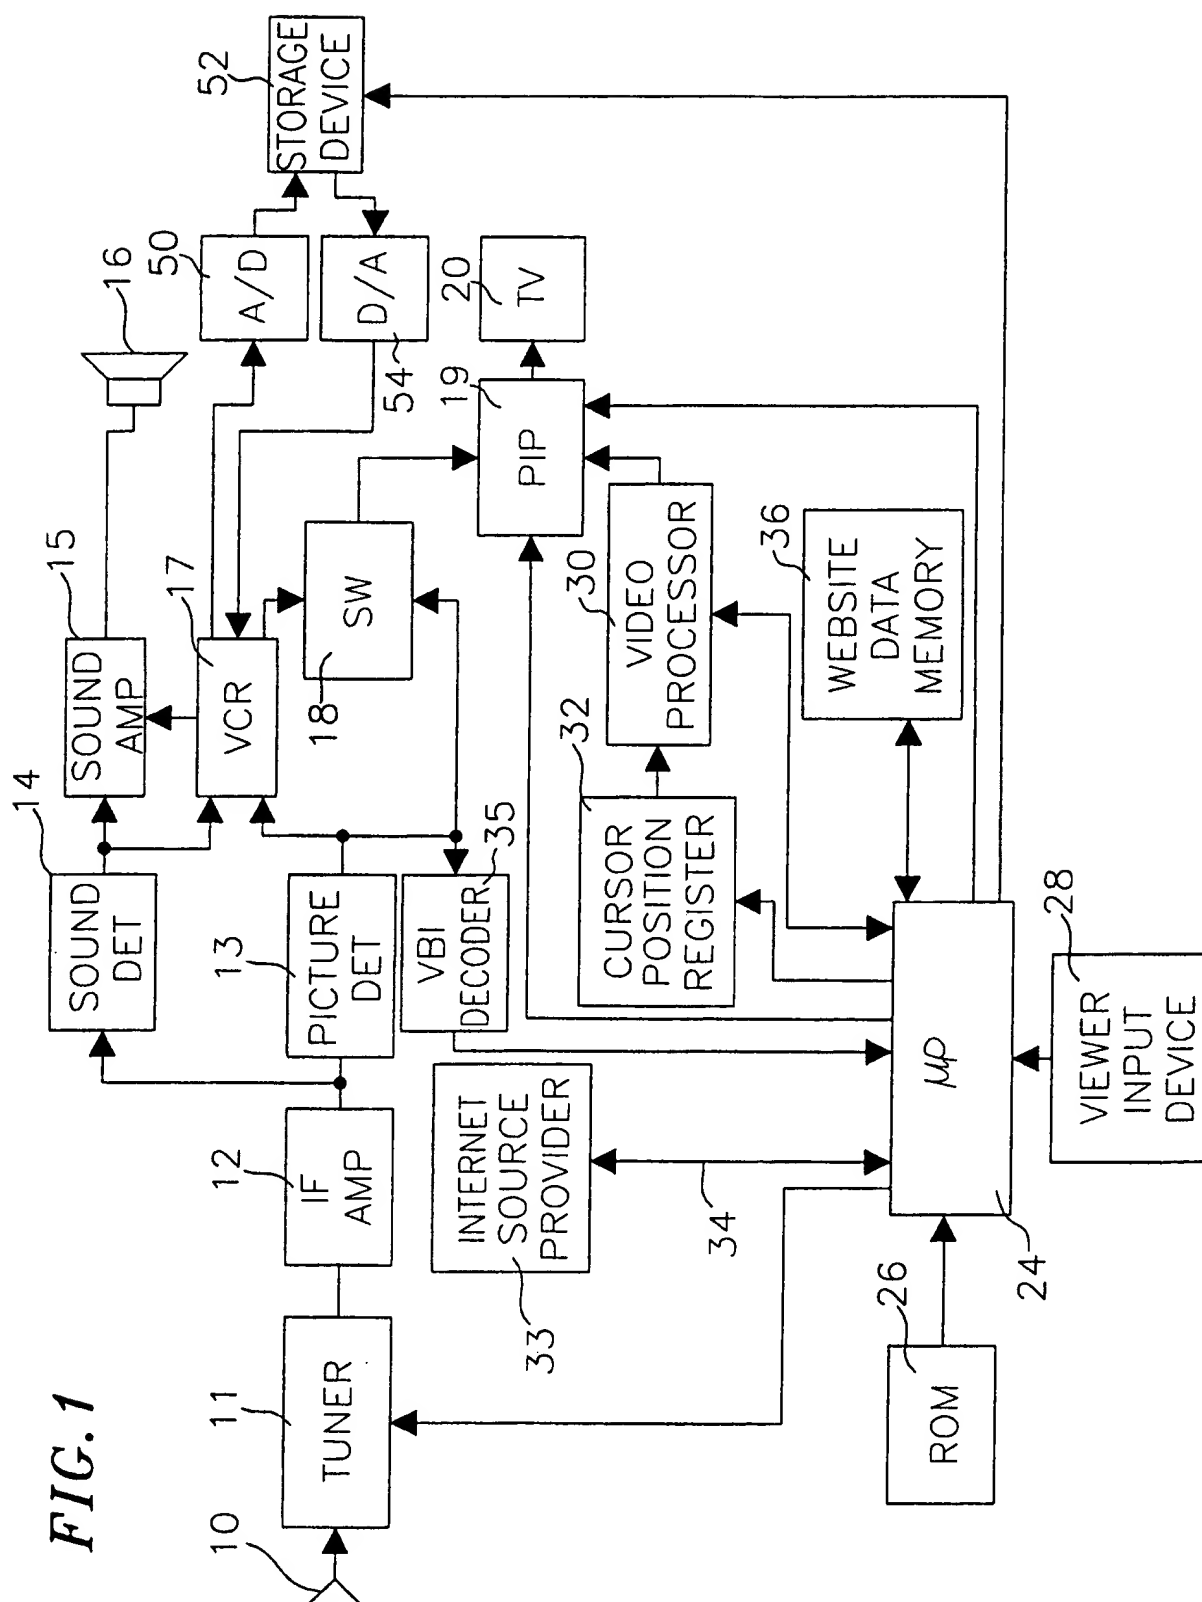 FIG. 1
10
11
TUNER
12
IF
AMP
13
PICTURE
DET
14
SOUND
DET
15
SOUND
AMP
16
17
VCR
18
SW
50
A/D
52
STORAGE
DEVICE
D/A
54
19
PIP
20
TV
VBI
DECODER
35
INTERNET
SOURCE
PROVIDER
33
34
32
CURSOR
POSITION
REGISTER
30
VIDEO
PROCESSOR
36
WEBSITE
DATA
MEMORY
26
ROM
μP
24
28
VIEWER
INPUT
DEVICE